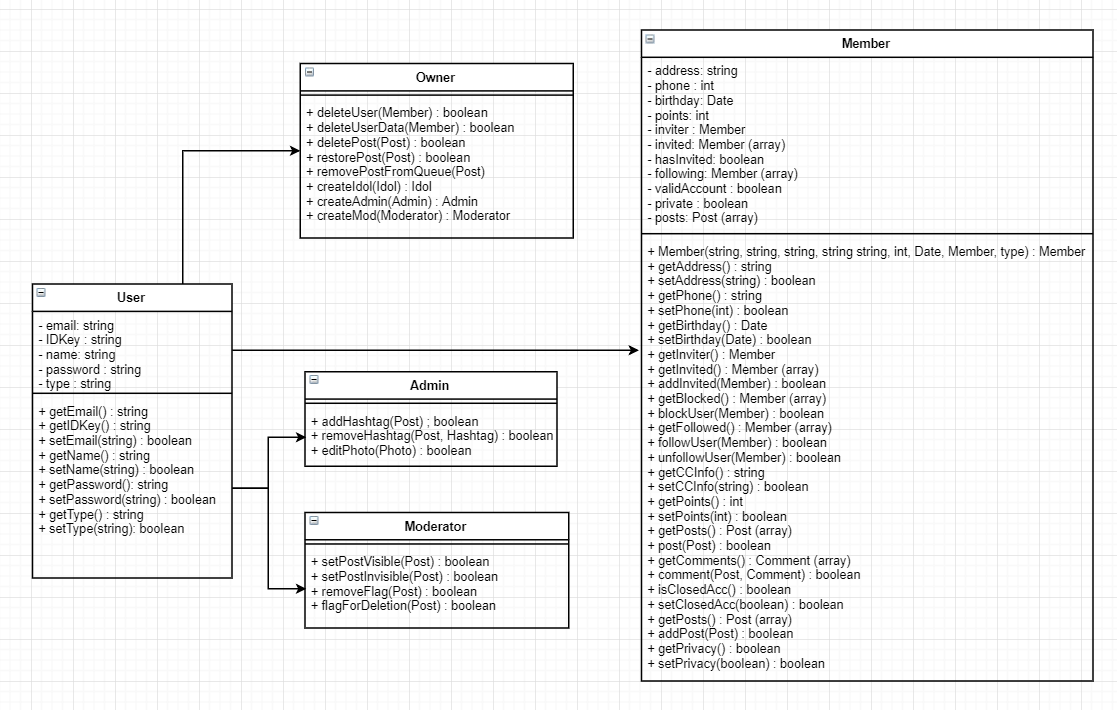 Owner
+ deleteUser(Member) : boolean
+ deleteUserData(Member) : boolean
+ deletePost(Post) : boolean
+ restorePost(Post) : boolean
+ removePostFromQueue(Post)
+ createIdol(Idol) : Idol
+ createAdmin(Admin) : Admin
+ createMod(Moderator) : Moderator
User
- email: string
- IDKey : string
- name: string
- password : string
- type : string
+ getEmail() : string
+ getIDKey() : string
+ setEmail(string) : boolean
+ getName() : string
+ setName(string) : boolean
+ getPassword(): string
+ setPassword(string) : boolean
+ getType() : string
+ setType(string): boolean
Admin
+ addHashtag(Post) ; boolean
+ removeHashtag(Post, Hashtag) : boolean
+ editPhoto(Photo) : boolean
Moderator
+ setPostVisible(Post) : boolean
+ setPostInvisible(Post) : boolean
+ removeFlag(Post) : boolean
+ flagForDeletion(Post) : boolean
Member
- address: string
- phone : int
- birthday: Date
- points: int
- inviter : Member
- invited: Member (array)
- hasInvited: boolean
- following: Member (array)
- validAccount : boolean
- private : boolean
- posts: Post (array)
+ Member(string, string, string, string string, int, Date, Member, type) : Member
+ getAddress() : string
+ setAddress(string) : boolean
+ getPhone() : string
+ setPhone(int) : boolean
+ getBirthday() : Date
+ setBirthday(Date) : boolean
+ getInviter() : Member
+ getInvited() : Member (array)
+ addInvited(Member) : boolean
+ getBlocked() : Member (array)
+ blockUser(Member) : boolean
+ getFollowed() : Member (array)
+ followUser(Member) : boolean
+ unfollowUser(Member) : boolean
+ getCCInfo() : string
+ setCCInfo(string) : boolean
+ getPoints() : int
+ setPoints(int) : boolean
+ getPosts() : Post (array)
+ post(Post) : boolean
+ getComments() : Comment (array)
+ comment(Post, Comment) : boolean
+ isClosedAcc() : boolean
+ setClosedAcc(boolean) : boolean
+ getPosts() : Post (array)
+ addPost(Post) : boolean
+ getPrivacy() : boolean
+ setPrivacy(boolean) : boolean